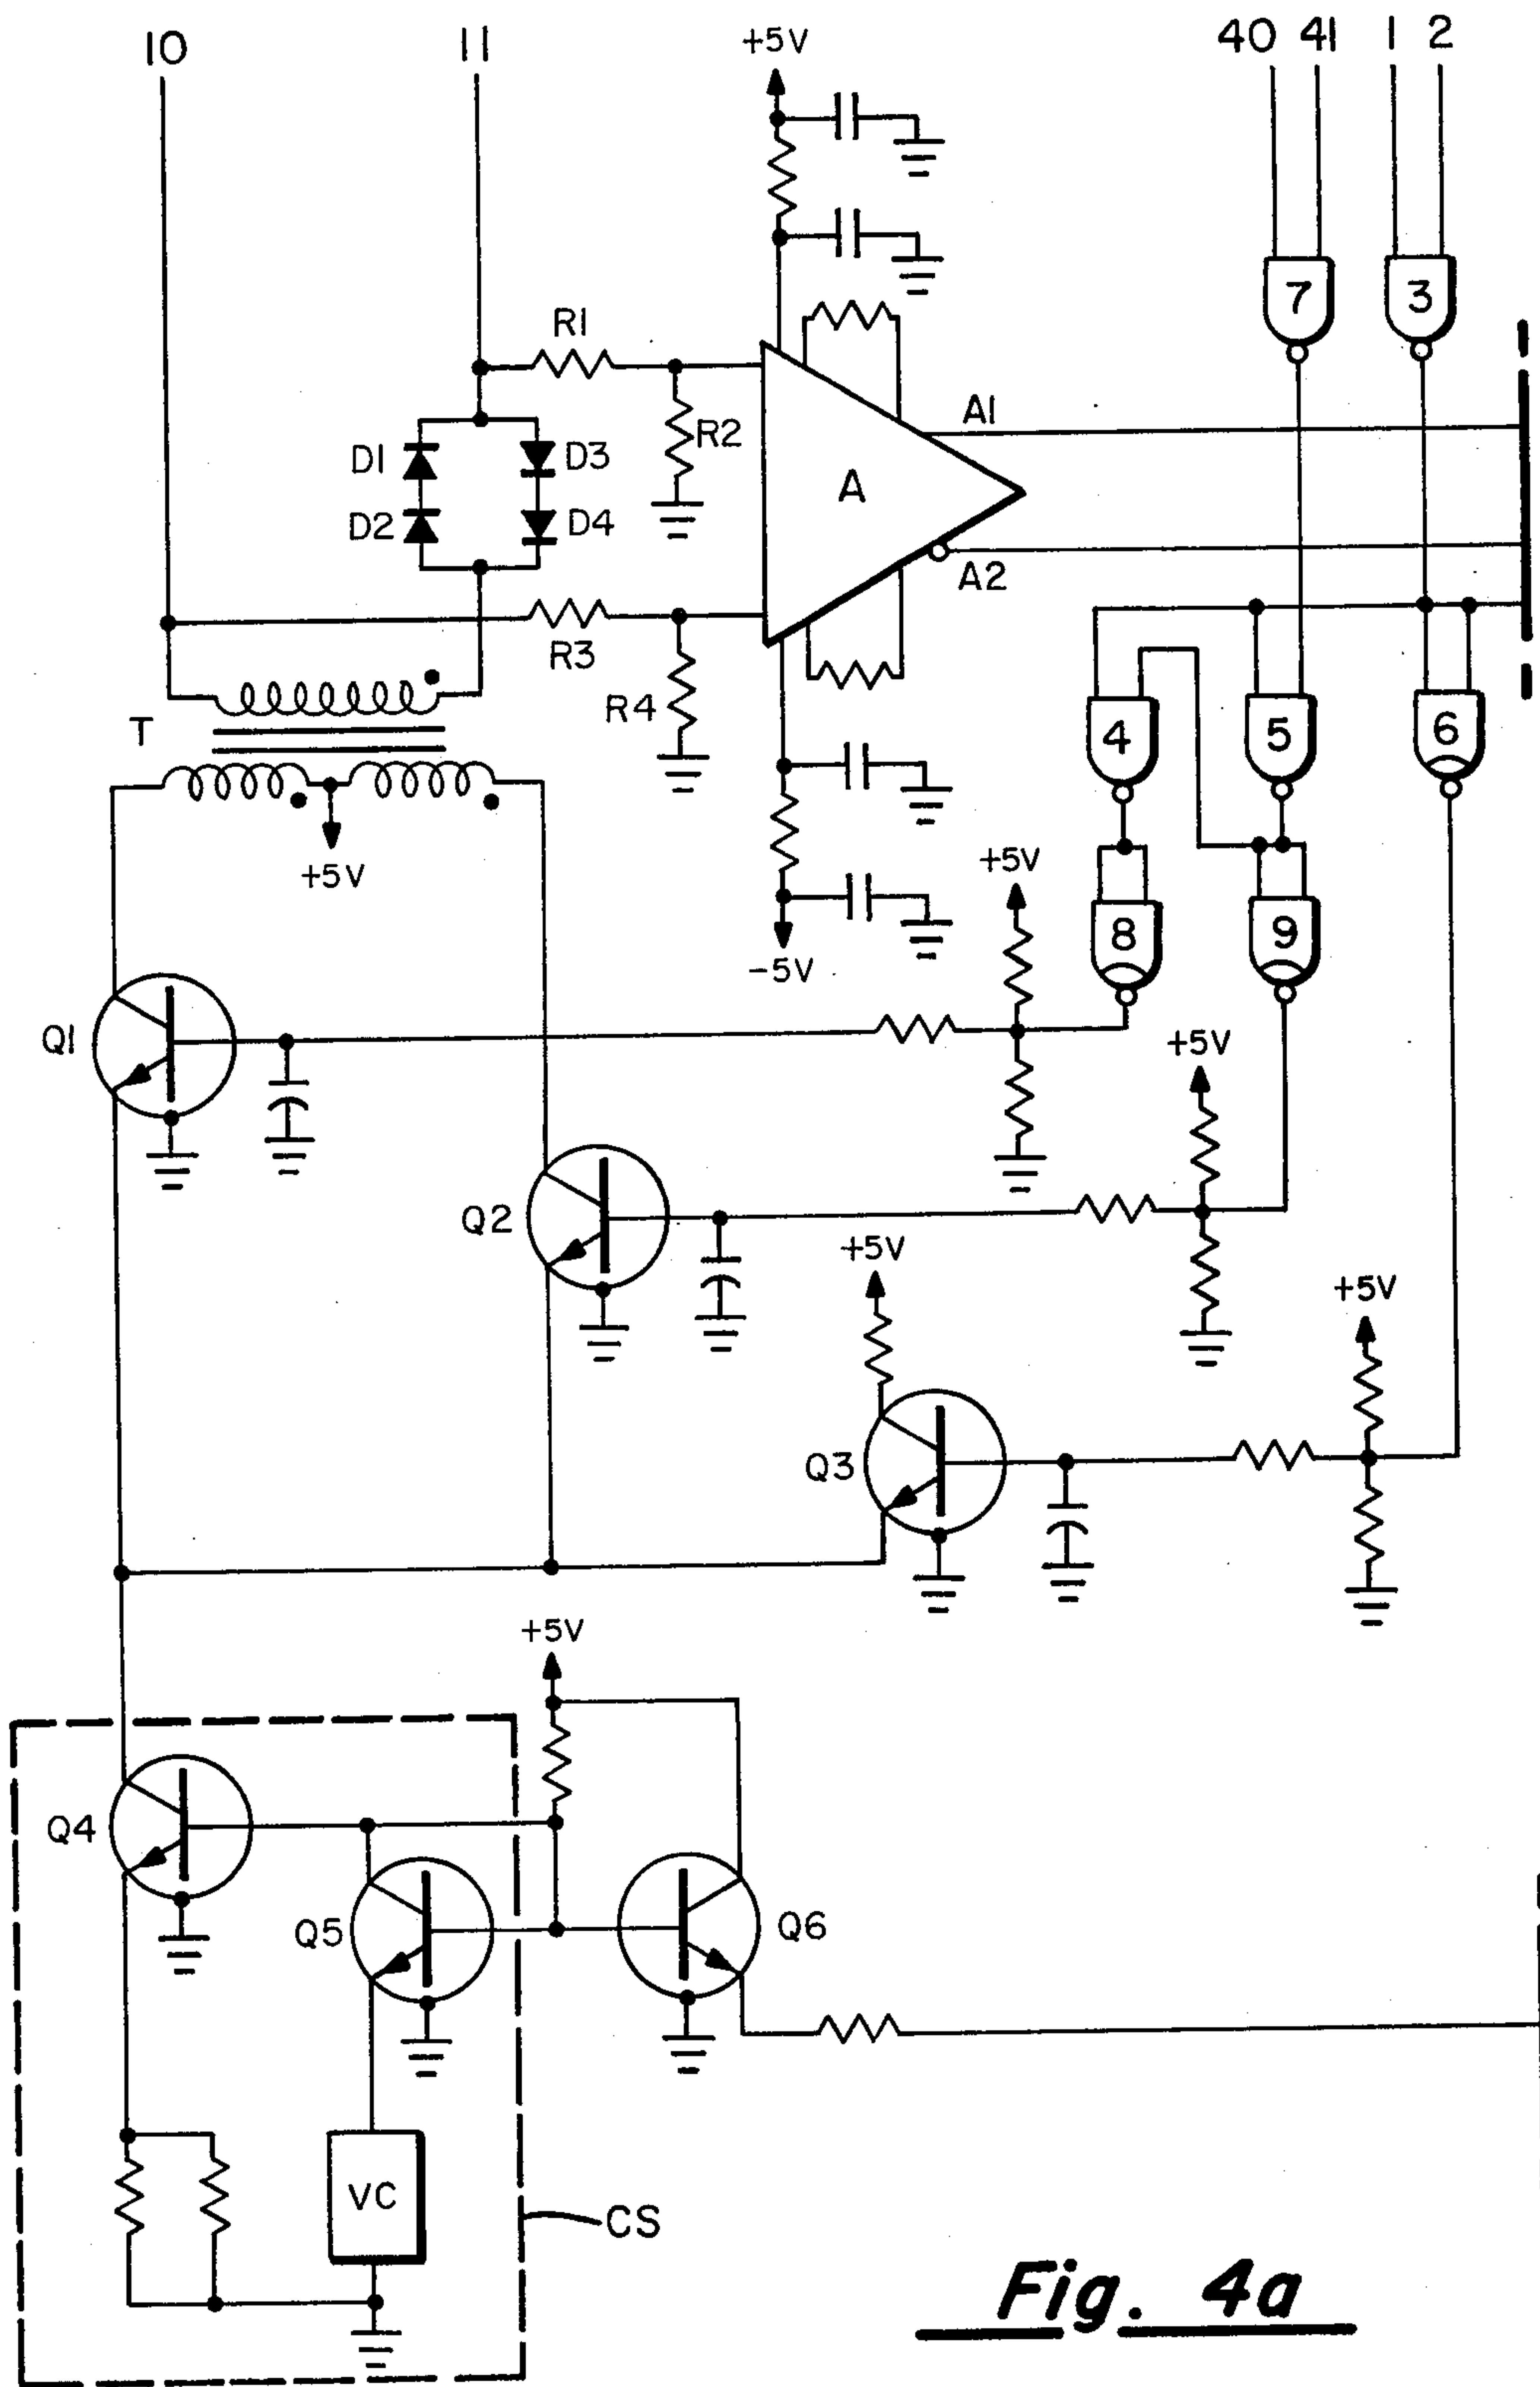 10
11
+5V
40 41 1 2
7
3
R1
A1
D1
D3
R2
A
D2
D4
A2
R3
R4
T
4
5
6
+5V
+5V
8
9
-5V
Q1
+5V
Q2
+5V
+5V
Q3
+5V
Q4
Q5
Q6
VC
CS
Fig. 4a